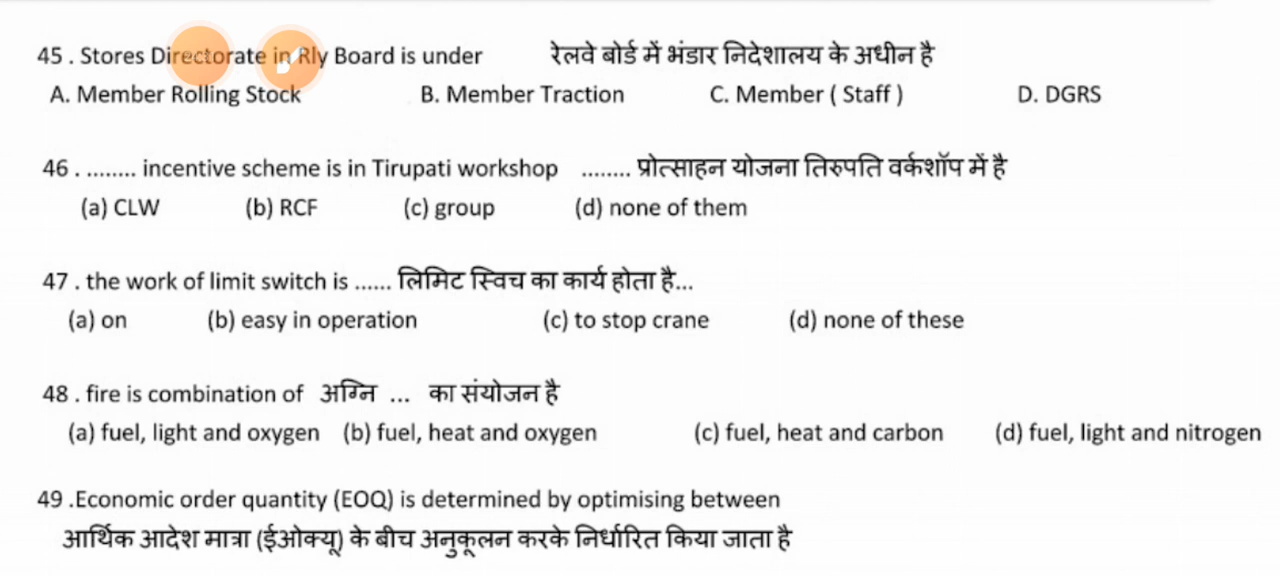 45 . Stores Directorate in Rly Board is under रेलवे बोर्ड में भंडार निदेशालय के अधीन है
A. Member Rolling Stock B. Member Traction C. Member ( Staff ) D. DGRS
46 . ........ incentive scheme is in Tirupati workshop ........ प्रोत्साहन योजना तिरुपति वर्कशॉप में है
(a) CLW (b) RCF (c) group (d) none of them
47 . the work of limit switch is ...... लिमिट स्विच का कार्य होता है...
(a) on (b) easy in operation (c) to stop crane (d) none of these
48 . fire is combination of अग्नि ... का संयोजन है
(a) fuel, light and oxygen (b) fuel, heat and oxygen (c) fuel, heat and carbon (d) fuel, light and nitrogen
49 .Economic order quantity (EOQ) is determined by optimising between
आर्थिक आदेश मात्रा (ईओक्यू) के बीच अनुकूलन करके निर्धारित किया जाता है